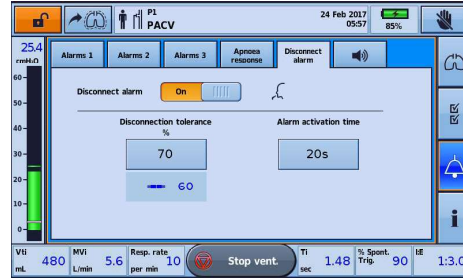 P1
PACV
24 Feb 2017
05:57
85%
25.4
cmH₂O
60
50
40
30
20
10
0
Alarms 1
Alarms 2
Alarms 3
Apnoea
response
Disconnect
alarm
Disconnect alarm
On
Disconnection tolerance
%
70
60
Alarm activation time
20s
i
Vti
mL
480
MVi
L/min
5.6
Resp. rate
per min
10
Stop vent.
Ti
sec
1.48
% Spont.
Trig.
90
I:E
1:3.0